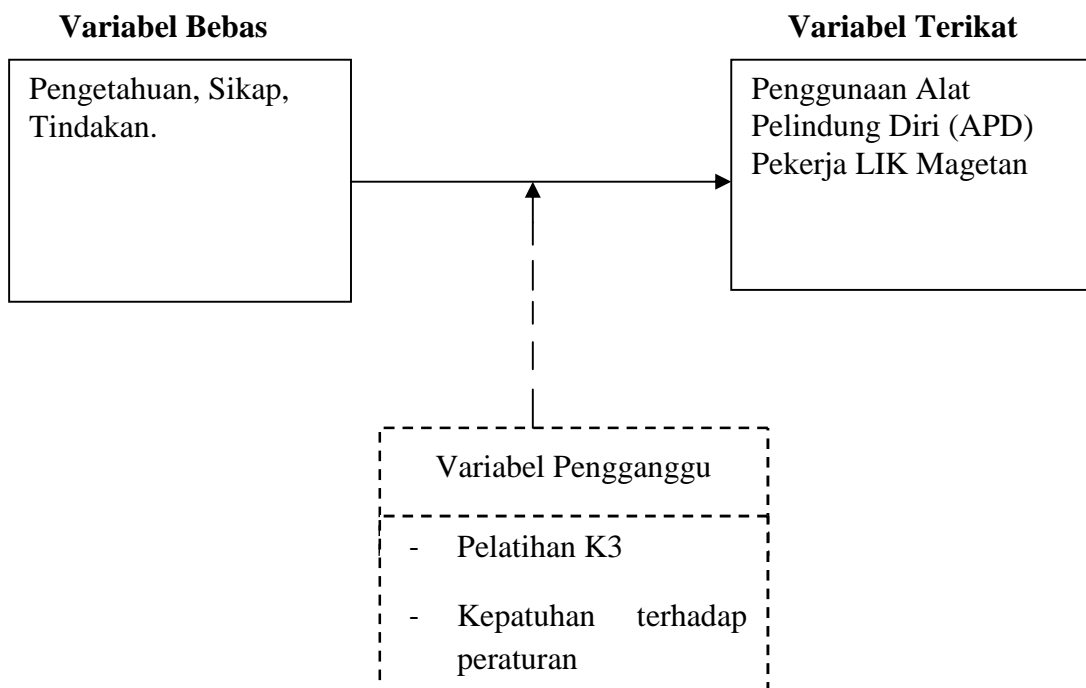 Variabel Bebas
Variabel Terikat
Pengetahuan, Sikap,
Tindakan.
Penggunaan Alat
Pelindung Diri (APD)
Pekerja LIK Magetan
Variabel Pengganggu
- Pelatihan K3
- Kepatuhan terhadap
peraturan